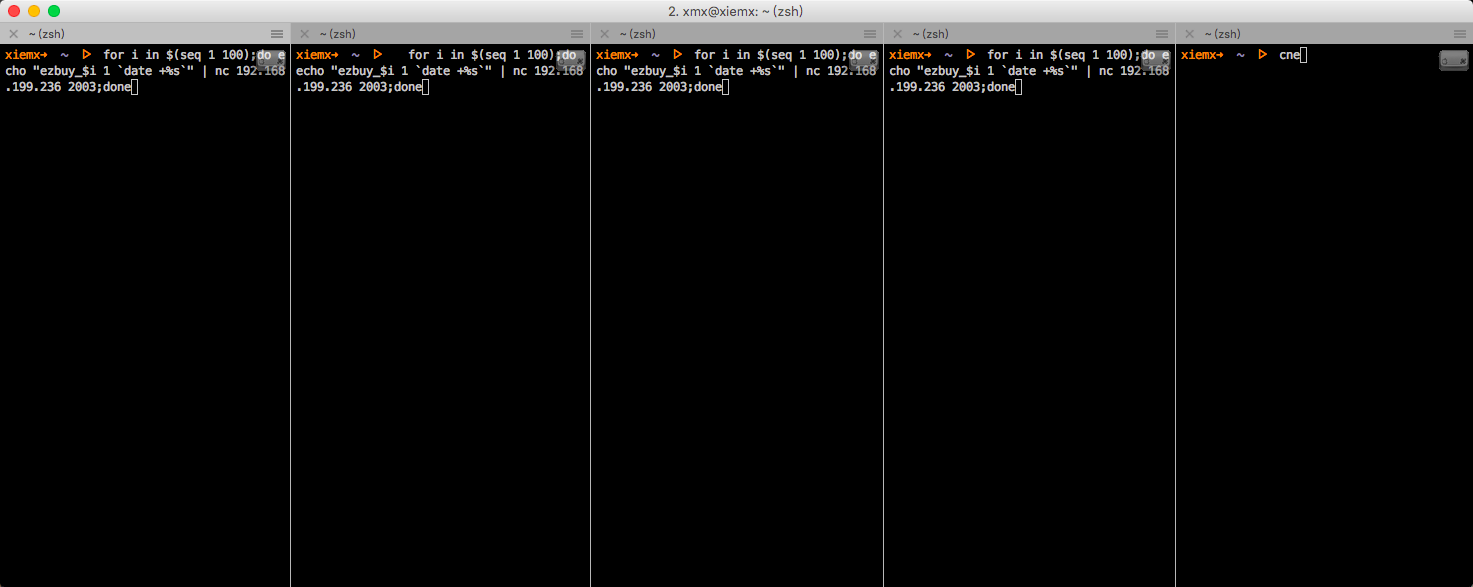 2. xmx@xiemx: ~ (zsh)
~ (zsh)
~ (zsh)
~ (zsh)
~ (zsh)
~ (zsh)
xiemx→ ~ ▷ for i in $(seq 1 100);do e
cho "ezbuy_$i 1 `date +%s`" | nc 192.168
.199.236 2003;done
xiemx→ ~ ▷ for i in $(seq 1 100);do
echo "ezbuy_$i 1 `date +%s`" | nc 192.168
.199.236 2003;done
xiemx→ ~ ▷ for i in $(seq 1 100);do e
cho "ezbuy_$i 1 `date +%s`" | nc 192.168
.199.236 2003;done
xiemx→ ~ ▷ for i in $(seq 1 100);do e
cho "ezbuy_$i 1 `date +%s`" | nc 192.168
.199.236 2003;done
xiemx→ ~ ▷ cne